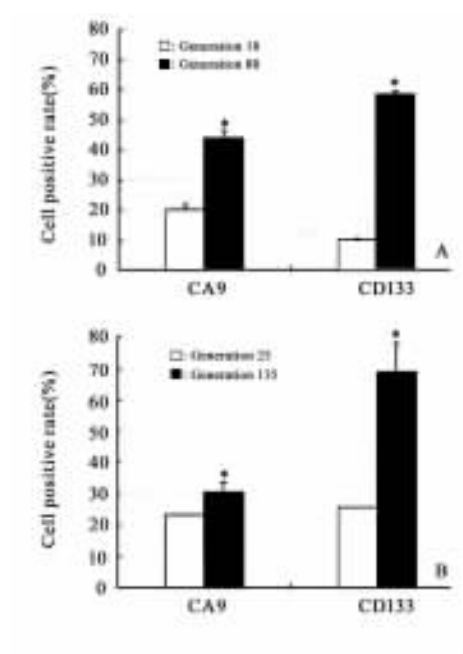 Cell positive rate(%)
80
70
60
50
40
30
20
10
0
□: Generation 18
■: Generation 88
*
*
CA9
CD133
A
Cell positive rate(%)
80
70
60
50
40
30
20
10
0
□: Generation 25
■: Generation 135
*
*
CA9
CD133
B